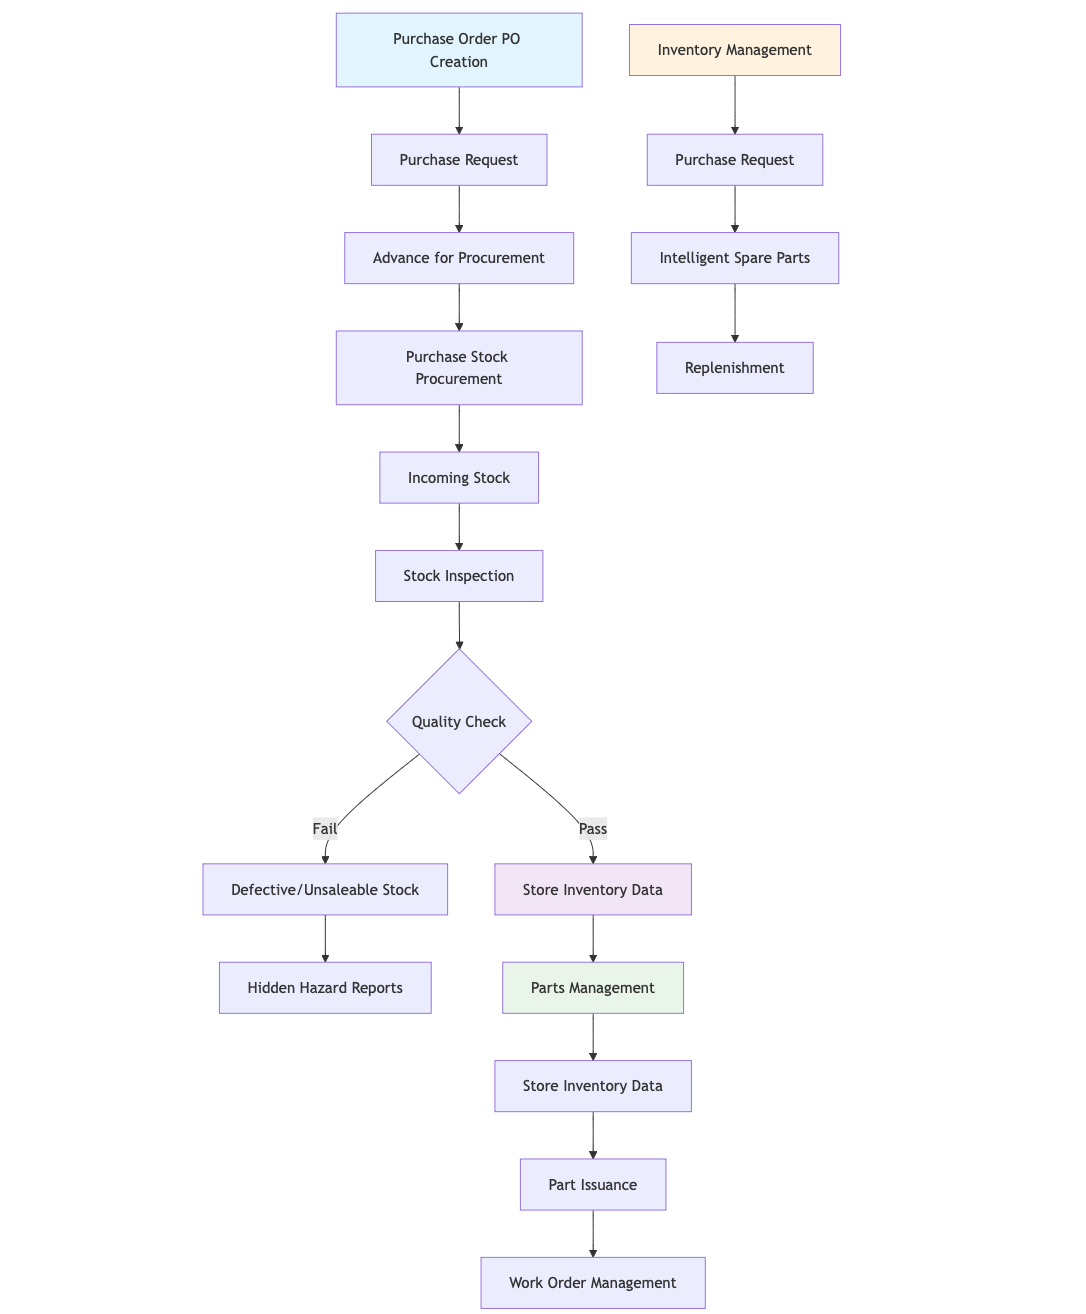 Purchase Order PO
Creation
Inventory Management
Purchase Request
Purchase Request
Advance for Procurement
Intelligent Spare Parts
Purchase Stock
Procurement
Replenishment
Incoming Stock
Stock Inspection
Quality Check
Fail
Pass
Defective/Unsaleable Stock
Store Inventory Data
Hidden Hazard Reports
Parts Management
Store Inventory Data
Part Issuance
Work Order Management